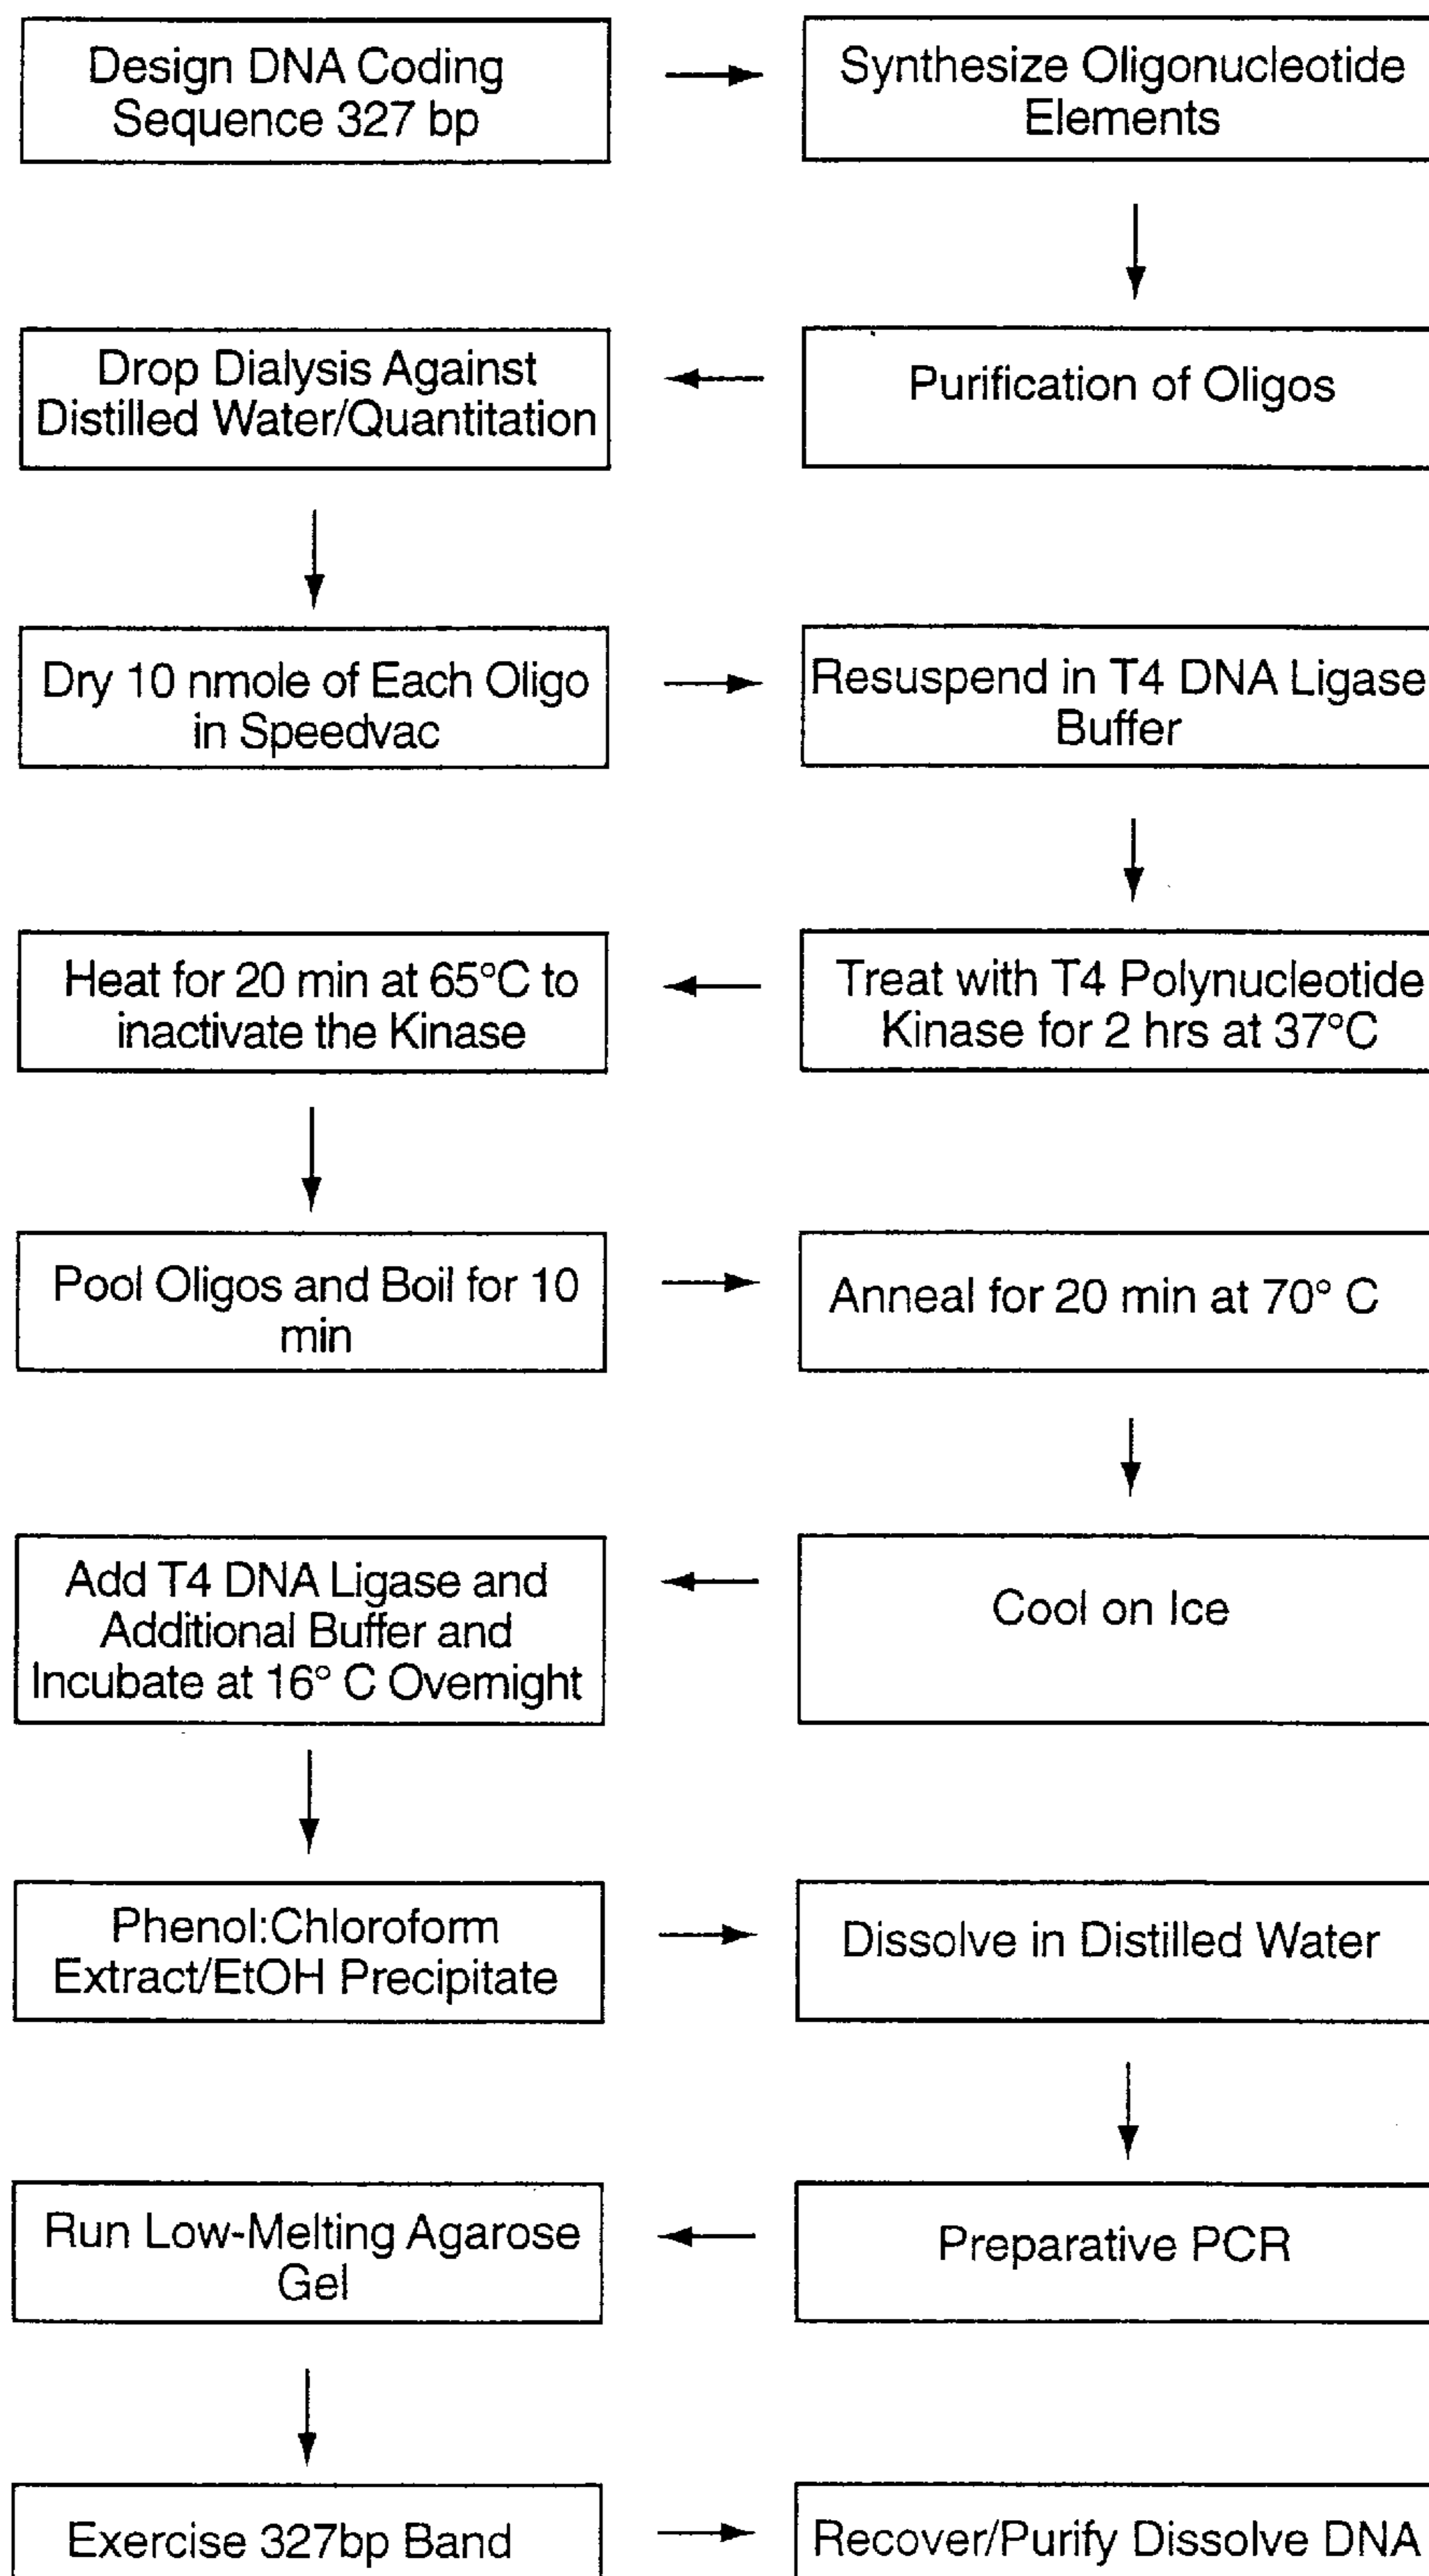 Design DNA Coding
Sequence 327 bp
Synthesize Oligonucleotide
Elements
Purification of Oligos
Drop Dialysis Against
Distilled Water/Quantitation
Dry 10 nmole of Each Oligo
in Speedvac
Resuspend in T4 DNA Ligase
Buffer
Treat with T4 Polynucleotide
Kinase for 2 hrs at 37°C
Heat for 20 min at 65°C to
inactivate the Kinase
Pool Oligos and Boil for 10
min
Anneal for 20 min at 70° C
Cool on Ice
Add T4 DNA Ligase and
Additional Buffer and
Incubate at 16° C Overnight
Phenol:Chloroform
Extract/EtOH Precipitate
Dissolve in Distilled Water
Preparative PCR
Run Low-Melting Agarose
Gel
Exercise 327bp Band
Recover/Purify Dissolve DNA